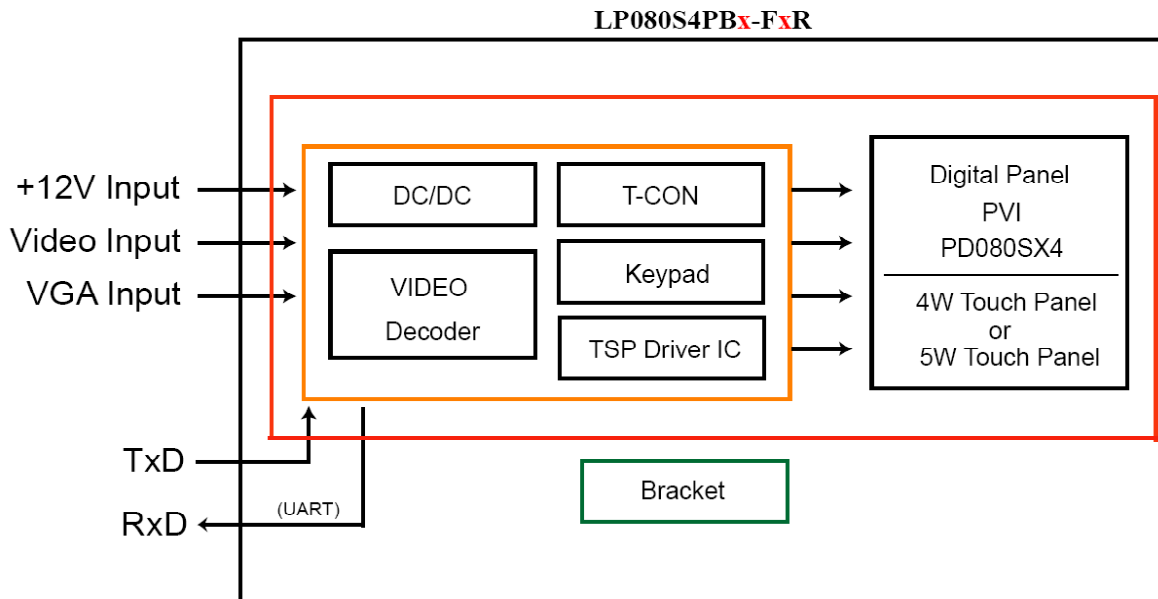 LP080S4PBx-FxR
+12V Input
Video Input
VGA Input
DC/DC
VIDEO
Decoder
T-CON
Keypad
TSP Driver IC
Digital Panel
PVI
PD080SX4
4W Touch Panel
or
5W Touch Panel
TxD
RxD
(UART)
Bracket